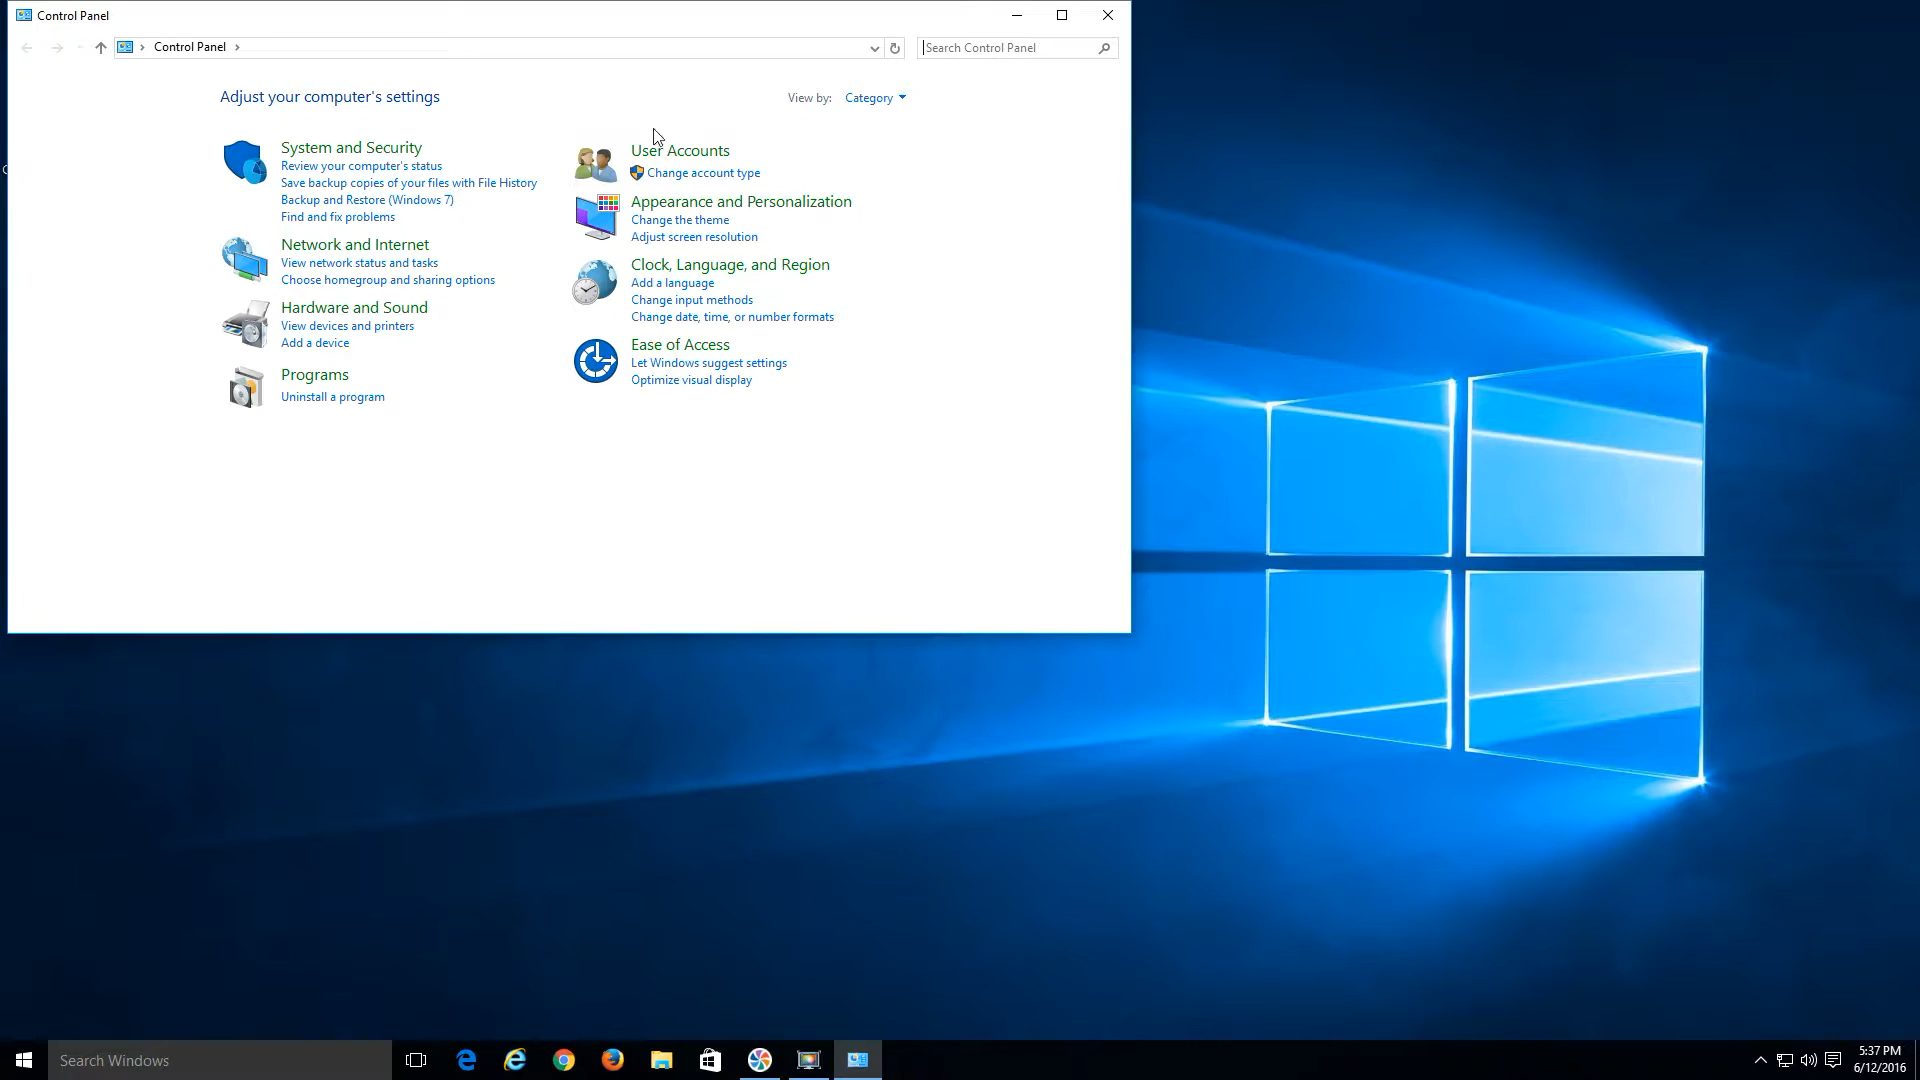 Control Panel
Control Panel
Search Control Panel
Adjust your computer's settings
View by: Category
System and Security
Review your computer's status
Save backup copies of your files with File History
Backup and Restore (Windows 7)
Find and fix problems
Network and Internet
View network status and tasks
Choose homegroup and sharing options
Hardware and Sound
View devices and printers
Add a device
Programs
Uninstall a program
User Accounts
Change account type
Appearance and Personalization
Change the theme
Adjust screen resolution
Clock, Language, and Region
Add a language
Change input methods
Change date, time, or number formats
Ease of Access
Let Windows suggest settings
Optimize visual display
Search Windows
5:37 PM
6/12/2016